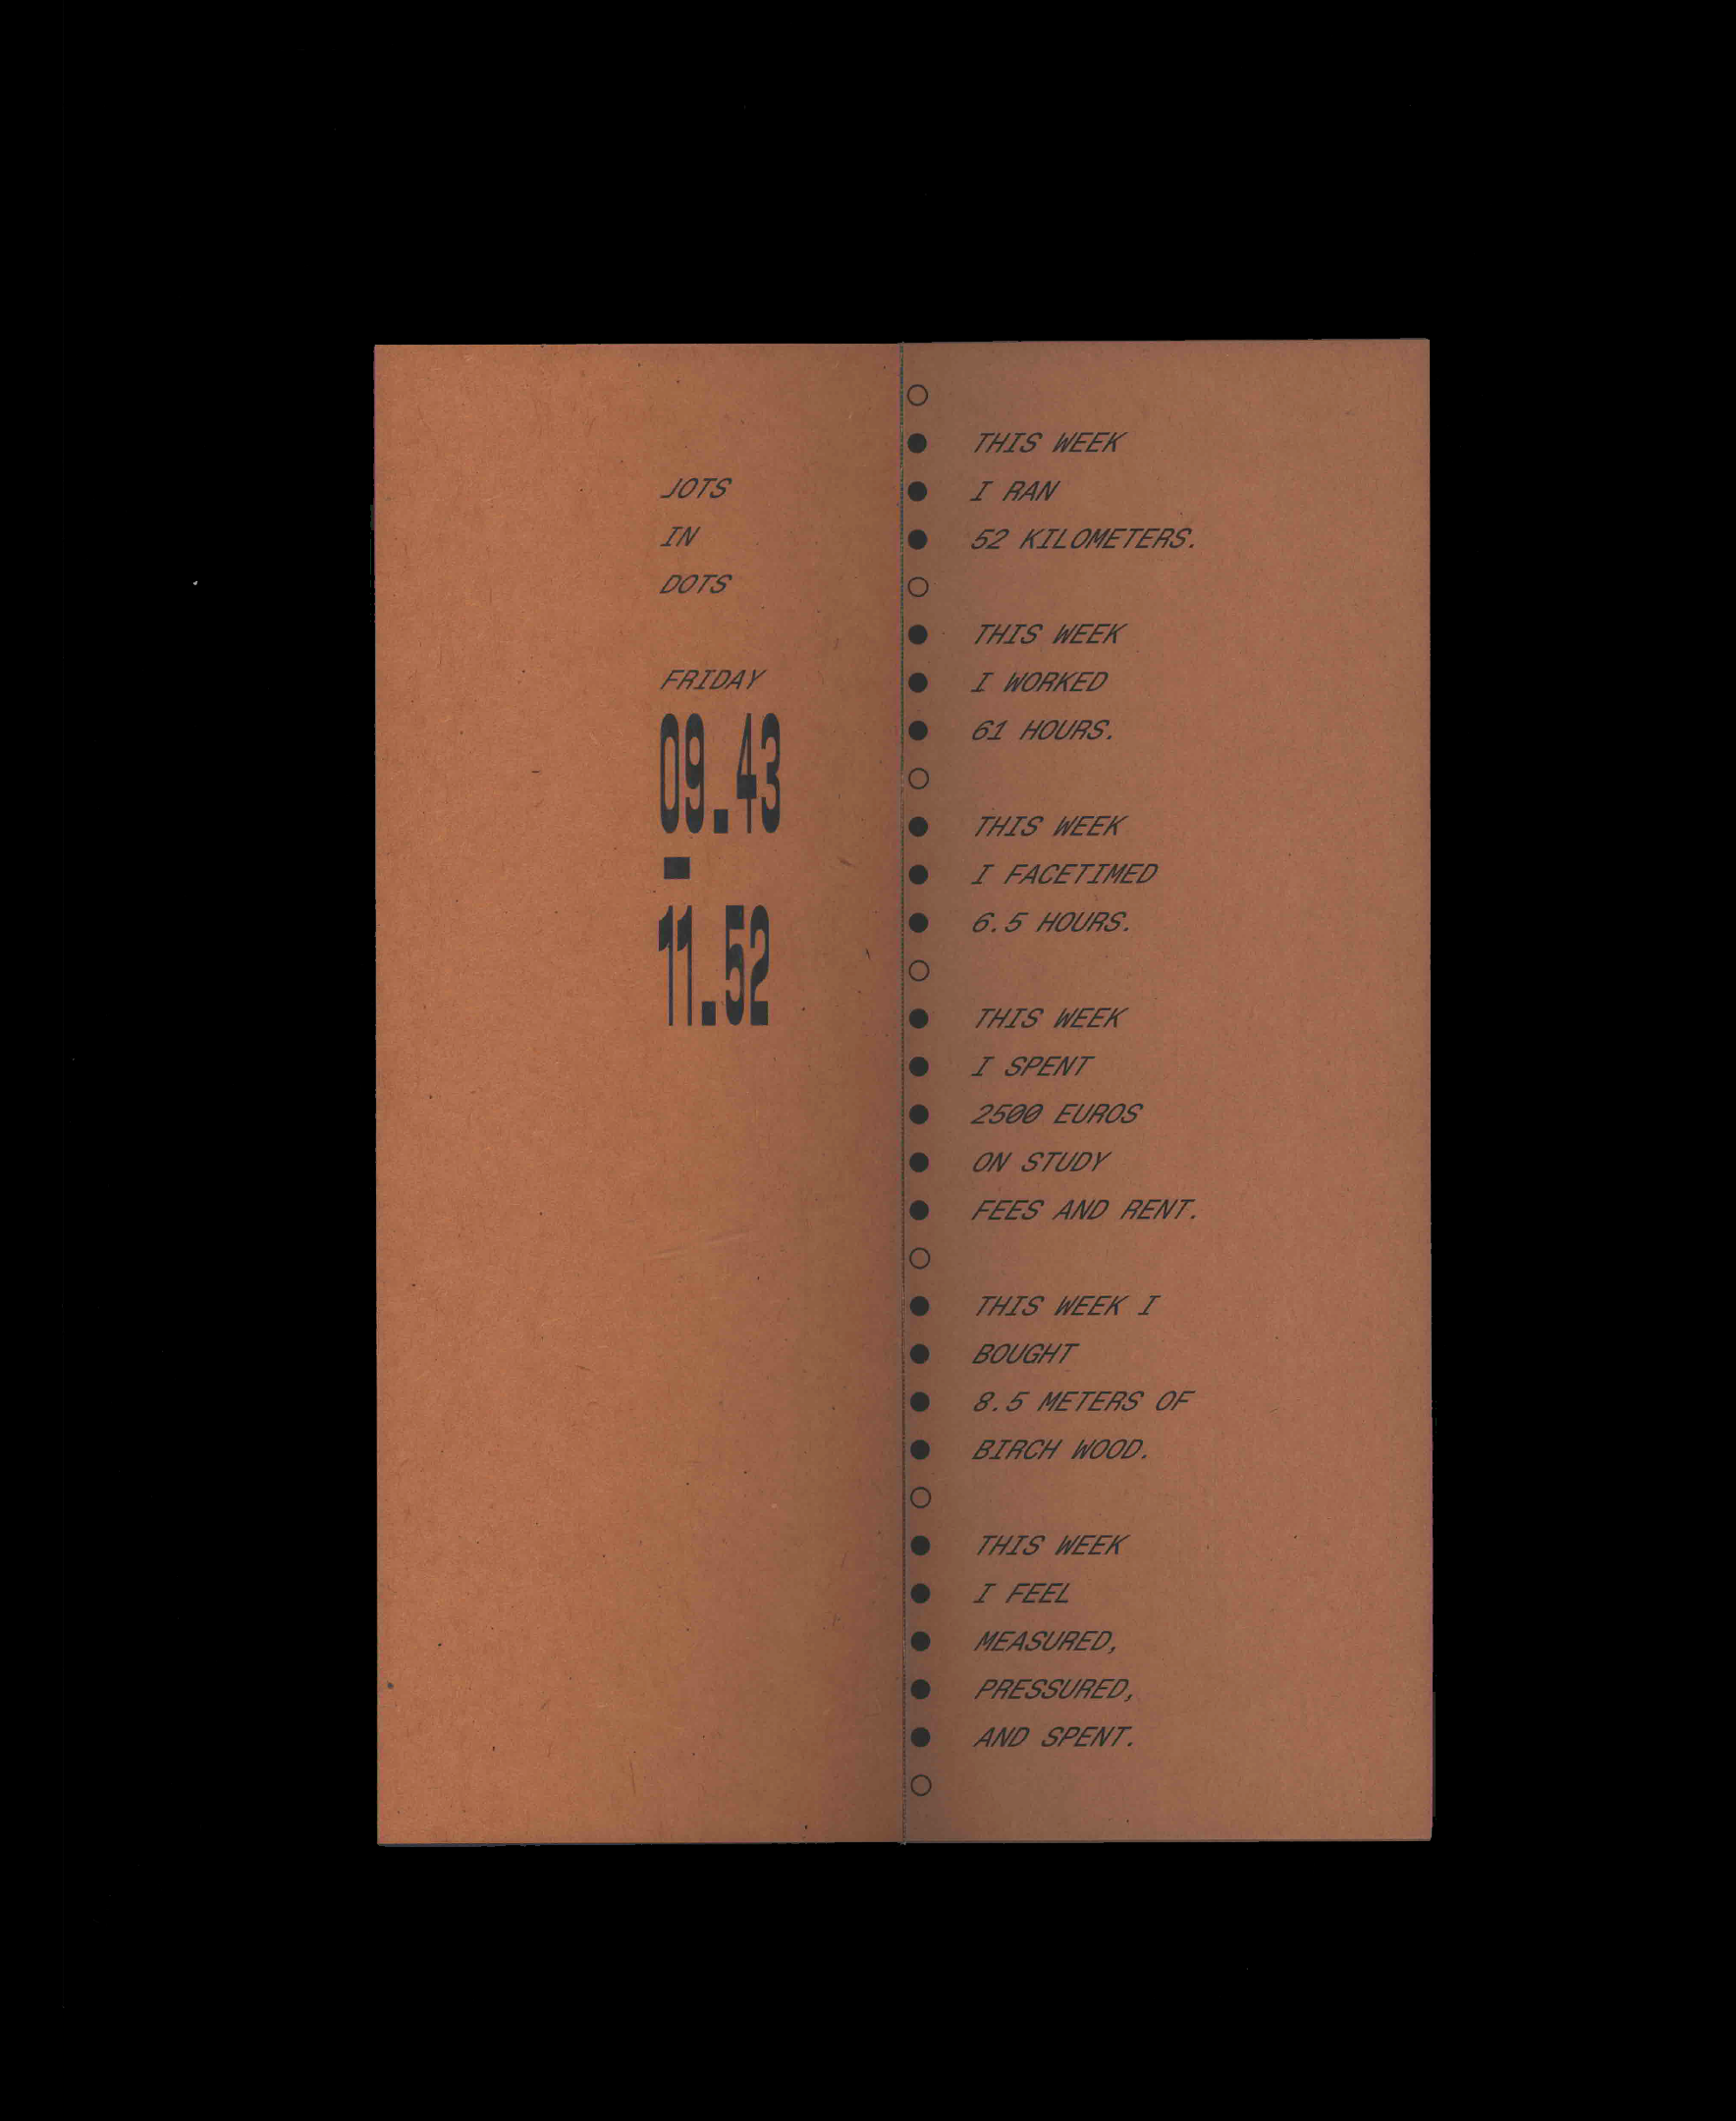 JOTS
IN
DOTS
FRIDAY
09.43
-
11.52
THIS WEEK
I RAN
52 KILOMETERS.
THIS WEEK
I WORKED
61 HOURS.
THIS WEEK
I FACETIMED
6.5 HOURS.
THIS WEEK
I SPENT
2500 EUROS
ON STUDY
FEES AND RENT.
THIS WEEK I
BOUGHT
8.5 METERS OF
BIRCH WOOD.
THIS WEEK
I FEEL
MEASURED,
PRESSURED,
AND SPENT.